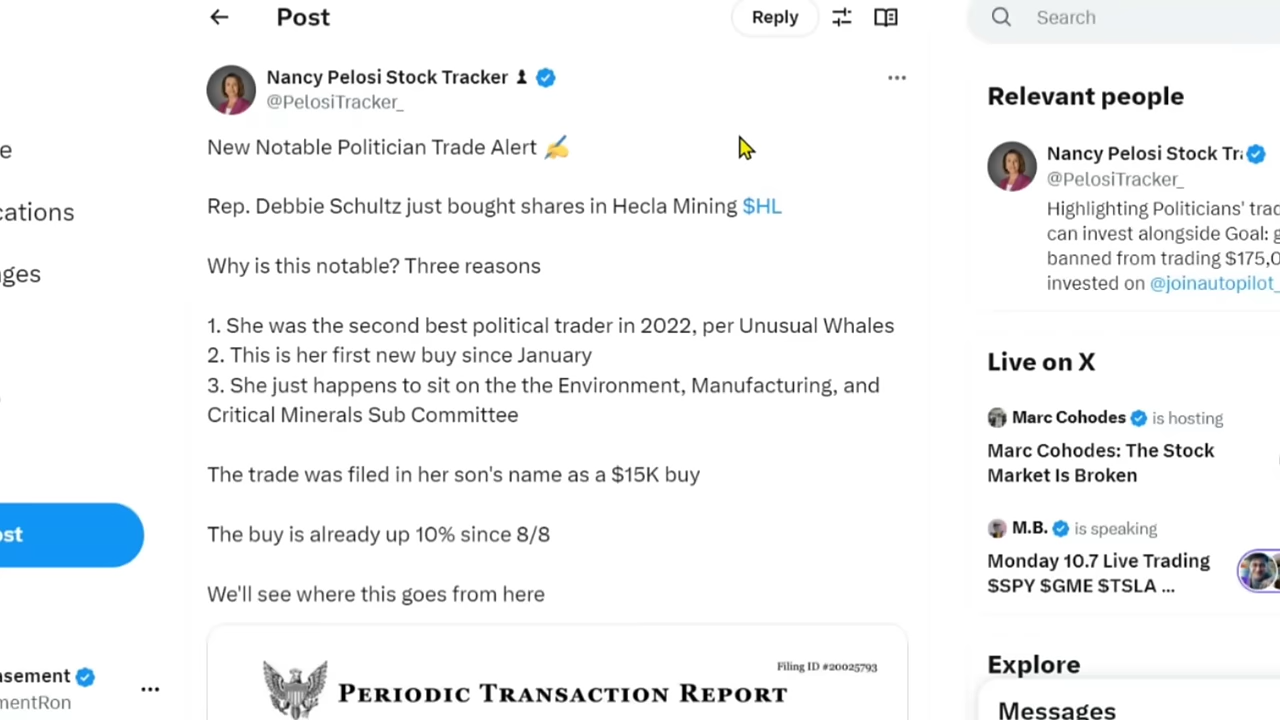 Post
Reply
Search
Nancy Pelosi Stock Tracker
@PelosiTracker_
New Notable Politician Trade Alert ✍️
Rep. Debbie Schultz just bought shares in Hecla Mining $HL
Why is this notable? Three reasons
1. She was the second best political trader in 2022, per Unusual Whales
2. This is her first new buy since January
3. She just happens to sit on the the Environment, Manufacturing, and
Critical Minerals Sub Committee
The trade was filed in her son's name as a $15K buy
The buy is already up 10% since 8/8
We'll see where this goes from here
Filing ID #20025793
PERIODIC TRANSACTION REPORT
Relevant people
Nancy Pelosi Stock Tr
@PelosiTracker_
Highlighting Politicians' trad
can invest alongside Goal: g
banned from trading $175,0
invested on @joinautopilot_
Live on X
Marc Cohodes is hosting
Marc Cohodes: The Stock
Market Is Broken
M.B. is speaking
Monday 10.7 Live Trading
$SPY $GME $TSLA ...
Explore
Messages
e
cations
ges
ost
asement
mentRon